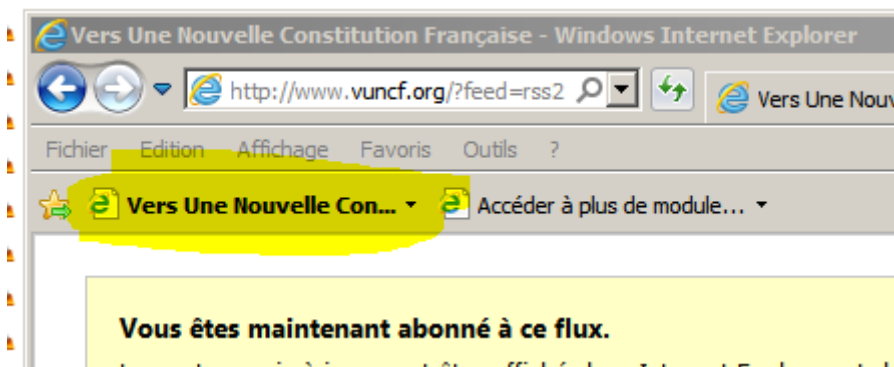 Vers Une Nouvelle Constitution Française - Windows Internet Explorer
http://www.vuncf.org/?feed=rss2 Vers Une Nouv
Fichier Edition Affichage Favoris Outils ?
Vers Une Nouvelle Con... Accéder à plus de module...
Vous êtes maintenant abonné à ce flux.